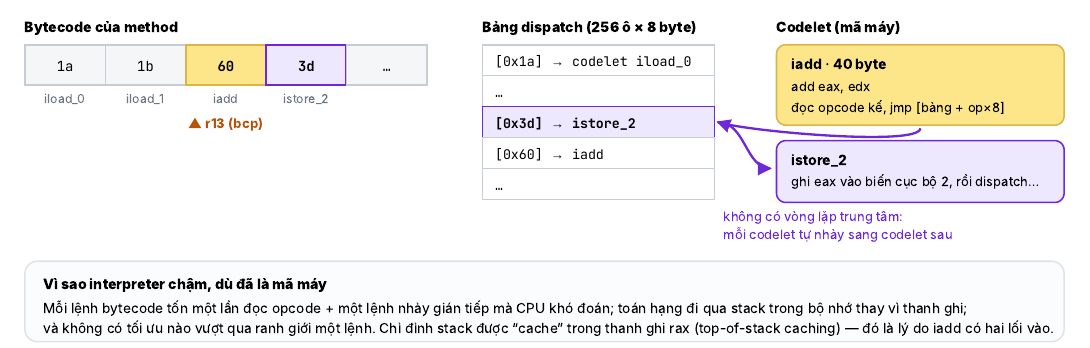 Bytecode của method
1a 1b 60 3d …
iload_0 iload_1 iadd istore_2
▲ r13 (bcp)
Bảng dispatch (256 ô × 8 byte)
[0x1a] → codelet iload_0
…
[0x3d] → istore_2
[0x60] → iadd
…
Codelet (mã máy)
iadd · 40 byte
add eax, edx
đọc opcode kế, jmp [bảng + op×8]
istore_2
ghi eax vào biến cục bộ 2, rồi dispatch…
không có vòng lặp trung tâm:
mỗi codelet tự nhảy sang codelet sau
Vì sao interpreter chậm, dù đã là mã máy
Mỗi lệnh bytecode tốn một lần đọc opcode + một lệnh nhảy gián tiếp mà CPU khó đoán; toán hạng đi qua stack trong bộ nhớ thay vì thanh ghi;
và không có tối ưu nào vượt qua ranh giới một lệnh. Chỉ đỉnh stack được “cache” trong thanh ghi rax (top-of-stack caching) — đó là lý do iadd có hai lối vào.